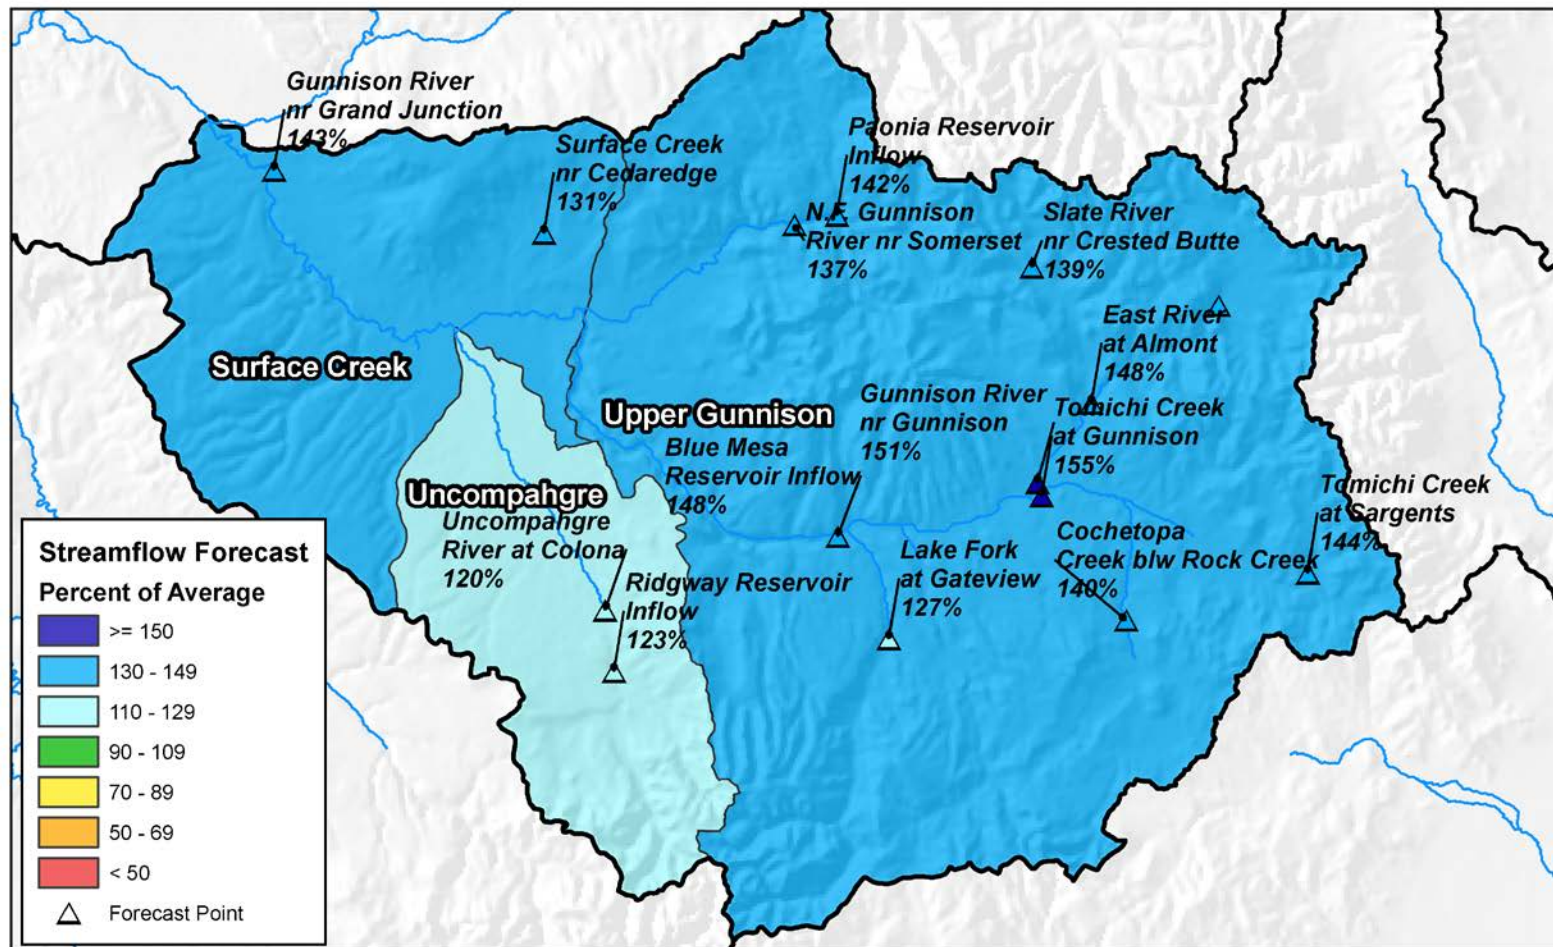 Gunnison River
nr Grand Junction
143%
Surface Creek
nr Cedaredge
131%
Paonia Reservoir
Inflow
142%
N.F. Gunnison
River nr Somerset
137%
Slate River
nr Crested Butte
139%
East River
at Almont
148%
Surface Creek
Upper Gunnison
Gunnison River
nr Gunnison
151%
Tomichi Creek
at Gunnison
155%
Blue Mesa
Reservoir Inflow
148%
Uncompahgre
Uncompahgre
River at Colona
120%
Ridgway Reservoir
Inflow
123%
Lake Fork
at Gateview
127%
Cochetopa
Creek blw Rock Creek
140%
Tomichi Creek
at Sargents
144%
Streamflow Forecast
Percent of Average
>= 150
130 - 149
110 - 129
90 - 109
70 - 89
50 - 69
< 50
Forecast Point